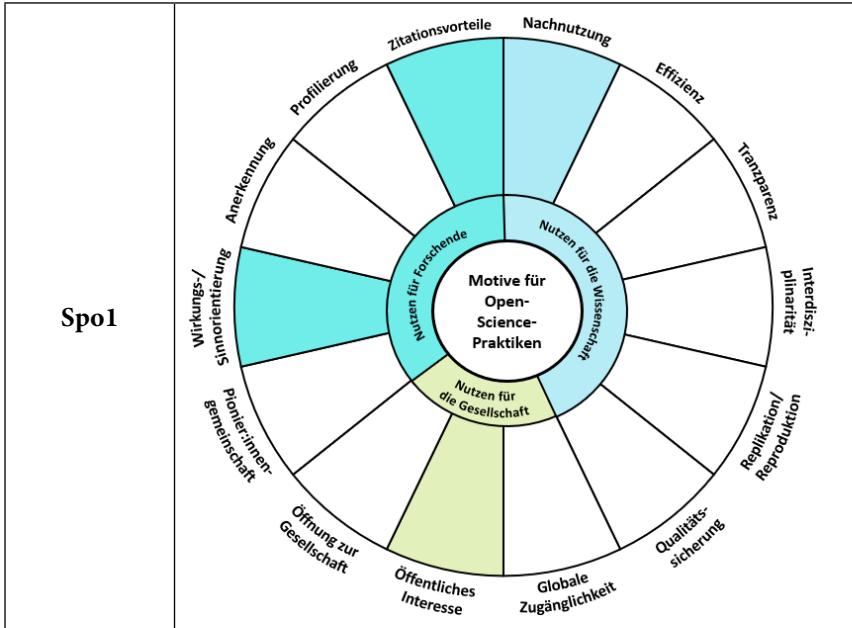 Spo1
Zitationsvorteile
Nachnutzung
Effizienz
Tranzparenz
Interdiszi-
plinarität
Replikation/
Reproduktion
Qualitäts-
sicherung
Globale
Zugänglichkeit
Öffentliches
Interesse
Öffnung zur
Gesellschaft
Pionier:innen-
gemeinschaft
Wirkungs-/
Sinnorientierung
Anerkennung
Profilierung
Nutzen für Forschende
Nutzen für die Wissenschaft
Nutzen für
die Gesellschaft
Motive für
Open-
Science-
Praktiken